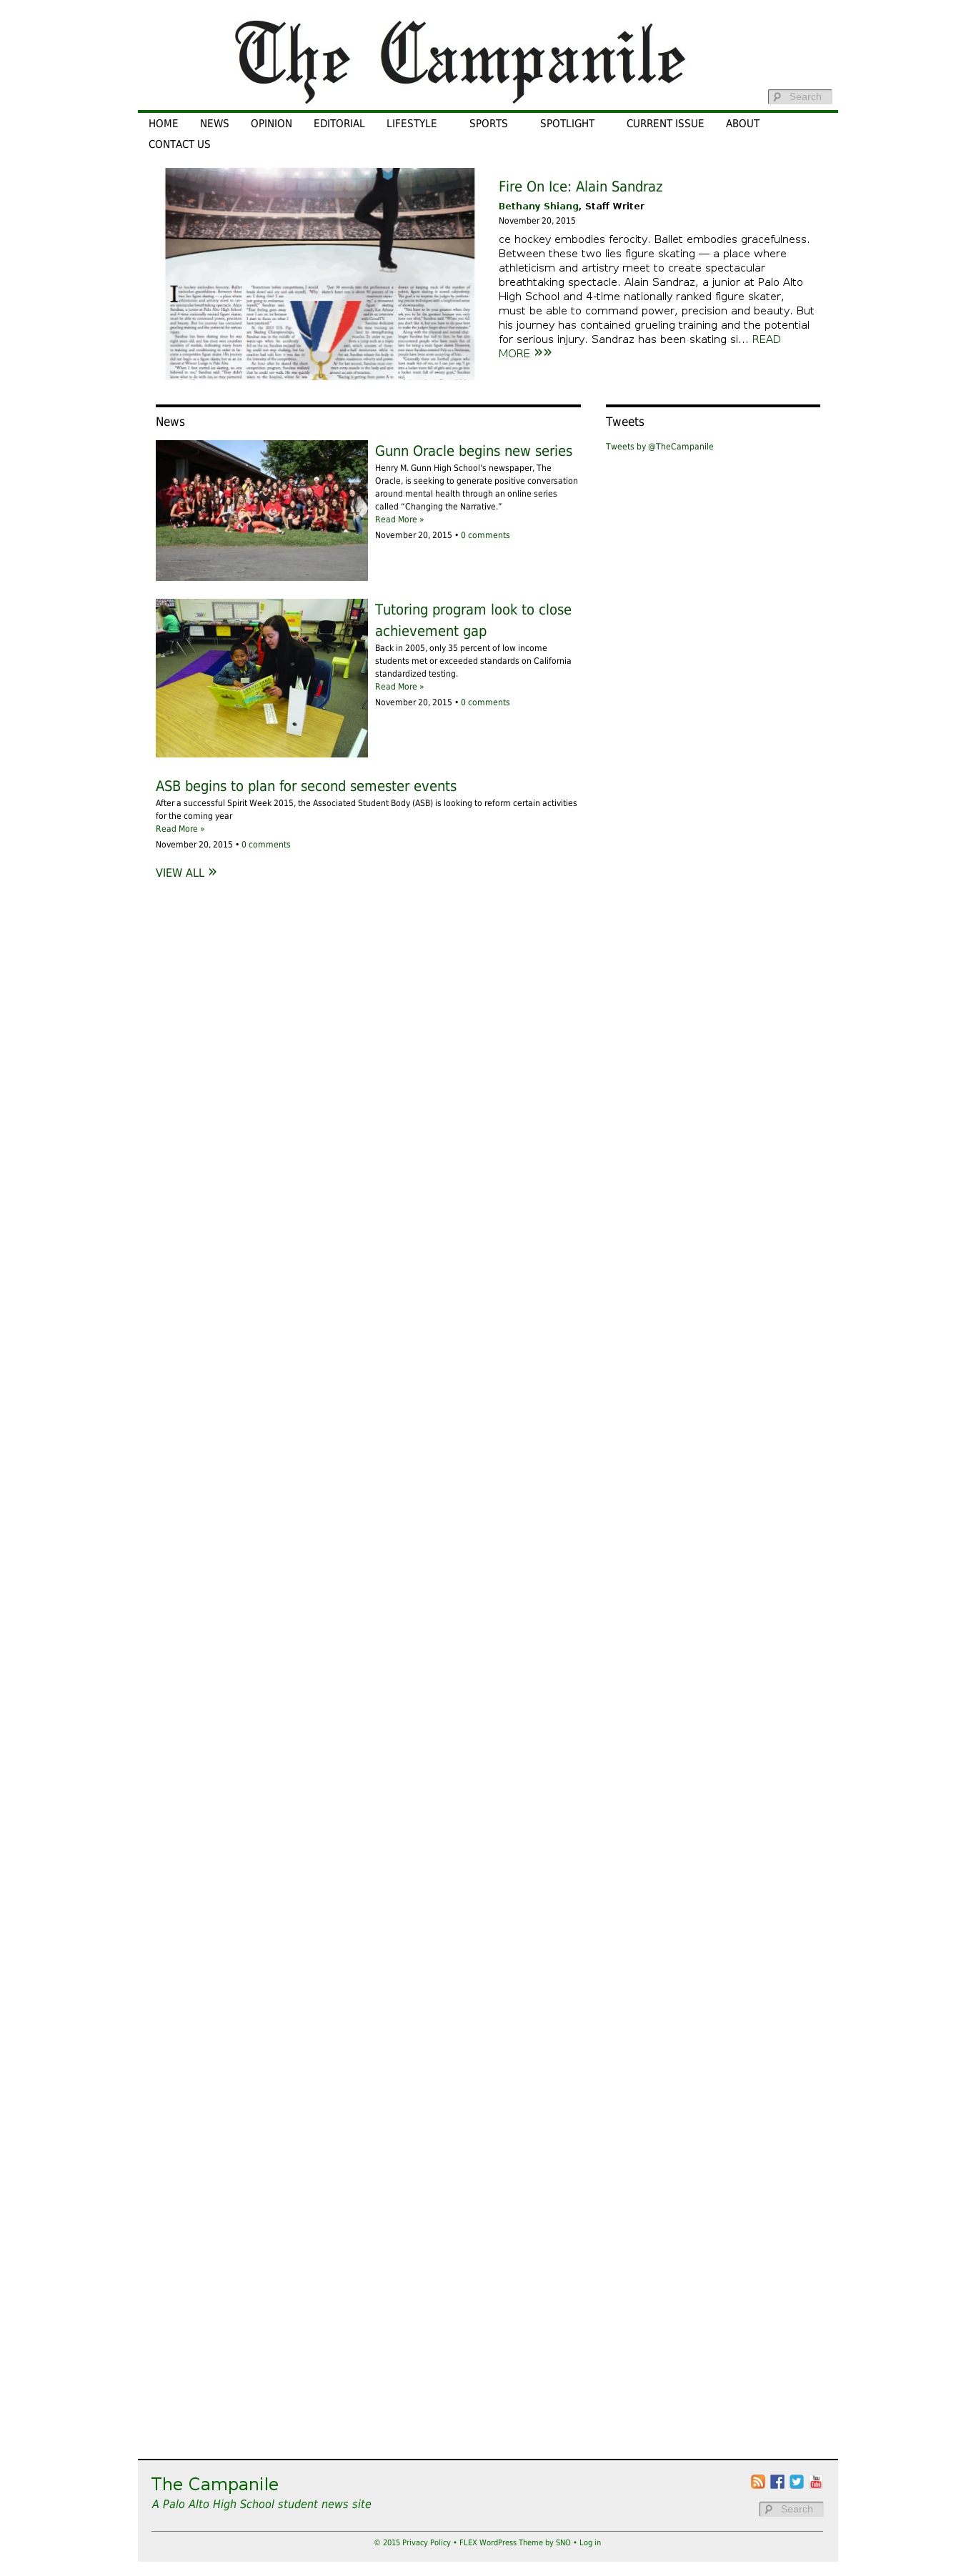 The Campanile
Search
HOME NEWS OPINION EDITORIAL LIFESTYLE SPORTS SPOTLIGHT CURRENT ISSUE ABOUT
CONTACT US
Fire On Ice: Alain Sandraz
Bethany Shiang, Staff Writer
November 20, 2015
ce hockey embodies ferocity. Ballet embodies gracefulness.
Between these two lies figure skating — a place where
athleticism and artistry meet to create spectacular
breathtaking spectacle. Alain Sandraz, a junior at Palo Alto
High School and 4-time nationally ranked figure skater,
must be able to command power, precision and beauty. But
his journey has contained grueling training and the potential
for serious injury. Sandraz has been skating si... READ
MORE »»
News
Gunn Oracle begins new series
Henry M. Gunn High School's newspaper, The
Oracle, is seeking to generate positive conversation
around mental health through an online series
called “Changing the Narrative.”
Read More »
November 20, 2015 • 0 comments
Tutoring program look to close
achievement gap
Back in 2005, only 35 percent of low income
students met or exceeded standards on California
standardized testing.
Read More »
November 20, 2015 • 0 comments
ASB begins to plan for second semester events
After a successful Spirit Week 2015, the Associated Student Body (ASB) is looking to reform certain activities
for the coming year
Read More »
November 20, 2015 • 0 comments
VIEW ALL »
Tweets
Tweets by @TheCampanile
The Campanile
A Palo Alto High School student news site
You
Search
© 2015 Privacy Policy • FLEX WordPress Theme by SNO • Log in